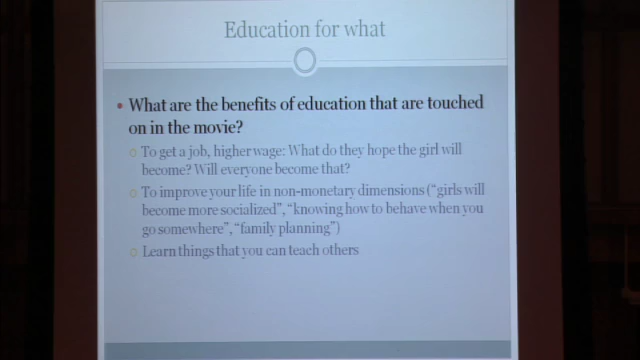 Education for what
• What are the benefits of education that are touched
on in the movie?
To get a job, higher wage: What do they hope the girl will
become? Will everyone become that?
To improve your life in non-monetary dimensions (“girls will
become more socialized”, “knowing how to behave when you
go somewhere”, “family planning”)
Learn things that you can teach others